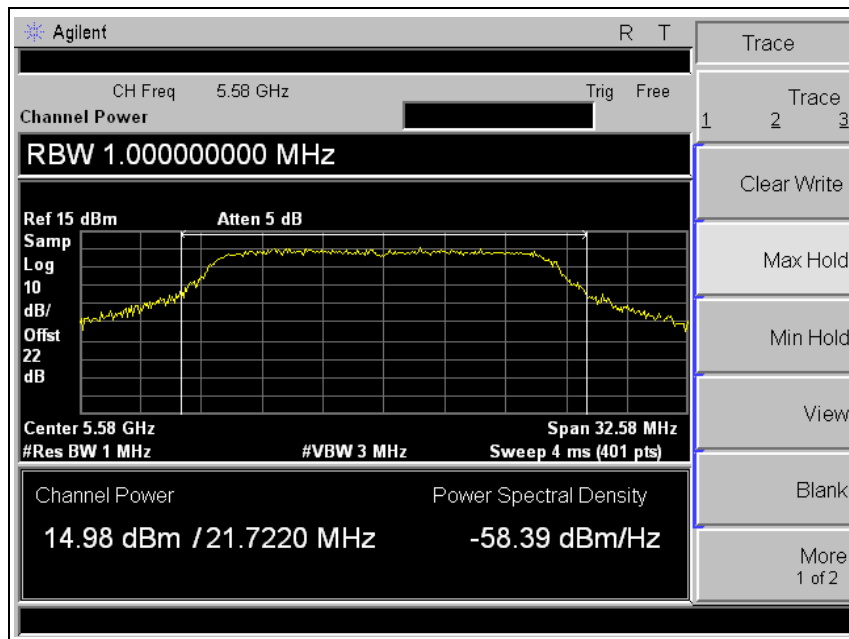 Agilent R T
CH Freq 5.58 GHz Trig Free
Channel Power
RBW 1.000000000 MHz
Ref 15 dBm Atten 5 dB
Samp
Log
10
dB/
Offst
22
dB
Center 5.58 GHz Span 32.58 MHz
#Res BW 1 MHz #VBW 3 MHz Sweep 4 ms (401 pts)
Channel Power Power Spectral Density
14.98 dBm / 21.7220 MHz -58.39 dBm/Hz
Trace
Trace
1 2 3
Clear Write
Max Hold
Min Hold
View
Blank
More
1 of 2